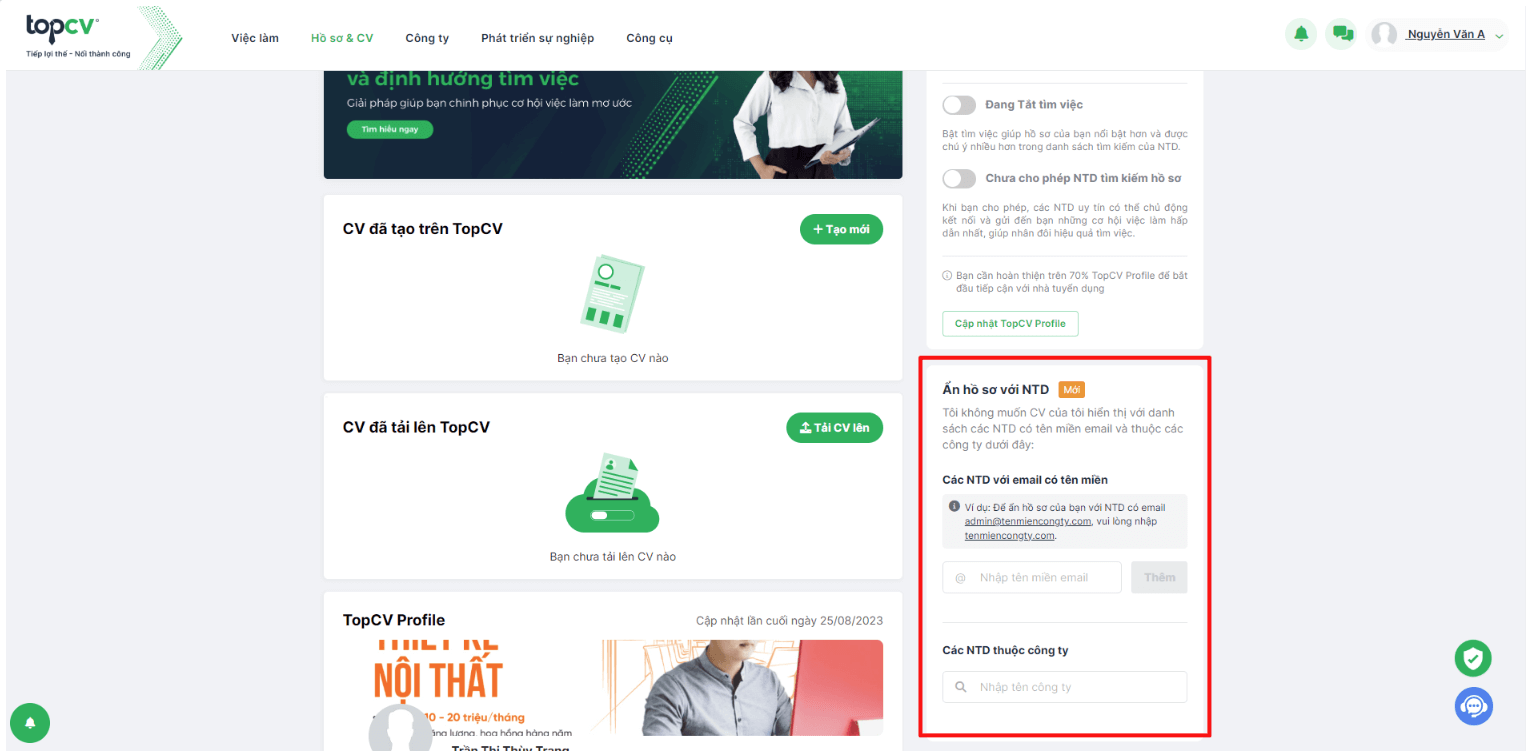 topcv
Tiếp lợi thế - Nối thành công
Việc làm
Hồ sơ & CV
Công ty
Phát triển sự nghiệp
Công cụ
Nguyễn Văn A
và định hướng tìm việc
Giải pháp giúp bạn chinh phục cơ hội việc làm mơ ước
Tìm hiểu ngay
CV đã tạo trên TopCV
+ Tạo mới
Bạn chưa tạo CV nào
CV đã tải lên TopCV
Tải CV lên
Bạn chưa tải lên CV nào
TopCV Profile
Cập nhật lần cuối ngày 25/08/2023
THIẾT KẾ
NỘI THẤT
10 - 20 triệu/tháng
Trần Thị Thùy Trang
Đang Tắt tìm việc
Bật tìm việc giúp hồ sơ của bạn nổi bật hơn và được
chú ý nhiều hơn trong danh sách tìm kiếm của NTD.
Chưa cho phép NTD tìm kiếm hồ sơ
Khi bạn cho phép, các NTD uy tín có thể chủ động
kết nối và gửi đến bạn những cơ hội việc làm hấp
dẫn nhất, giúp nhân đôi hiệu quả tìm việc.
Bạn cần hoàn thiện trên 70% TopCV Profile để bắt
đầu tiếp cận với nhà tuyển dụng
Cập nhật TopCV Profile
Ẩn hồ sơ với NTD Mới
Tôi không muốn CV của tôi hiển thị với danh
sách các NTD có tên miền email và thuộc các
công ty dưới đây:
Các NTD với email có tên miền
Ví dụ: Để ẩn hồ sơ của bạn với NTD có email
admin@tenmiencongty.com, vui lòng nhập
tenmiencongty.com.
@ Nhập tên miền email
Thêm
Các NTD thuộc công ty
Nhập tên công ty